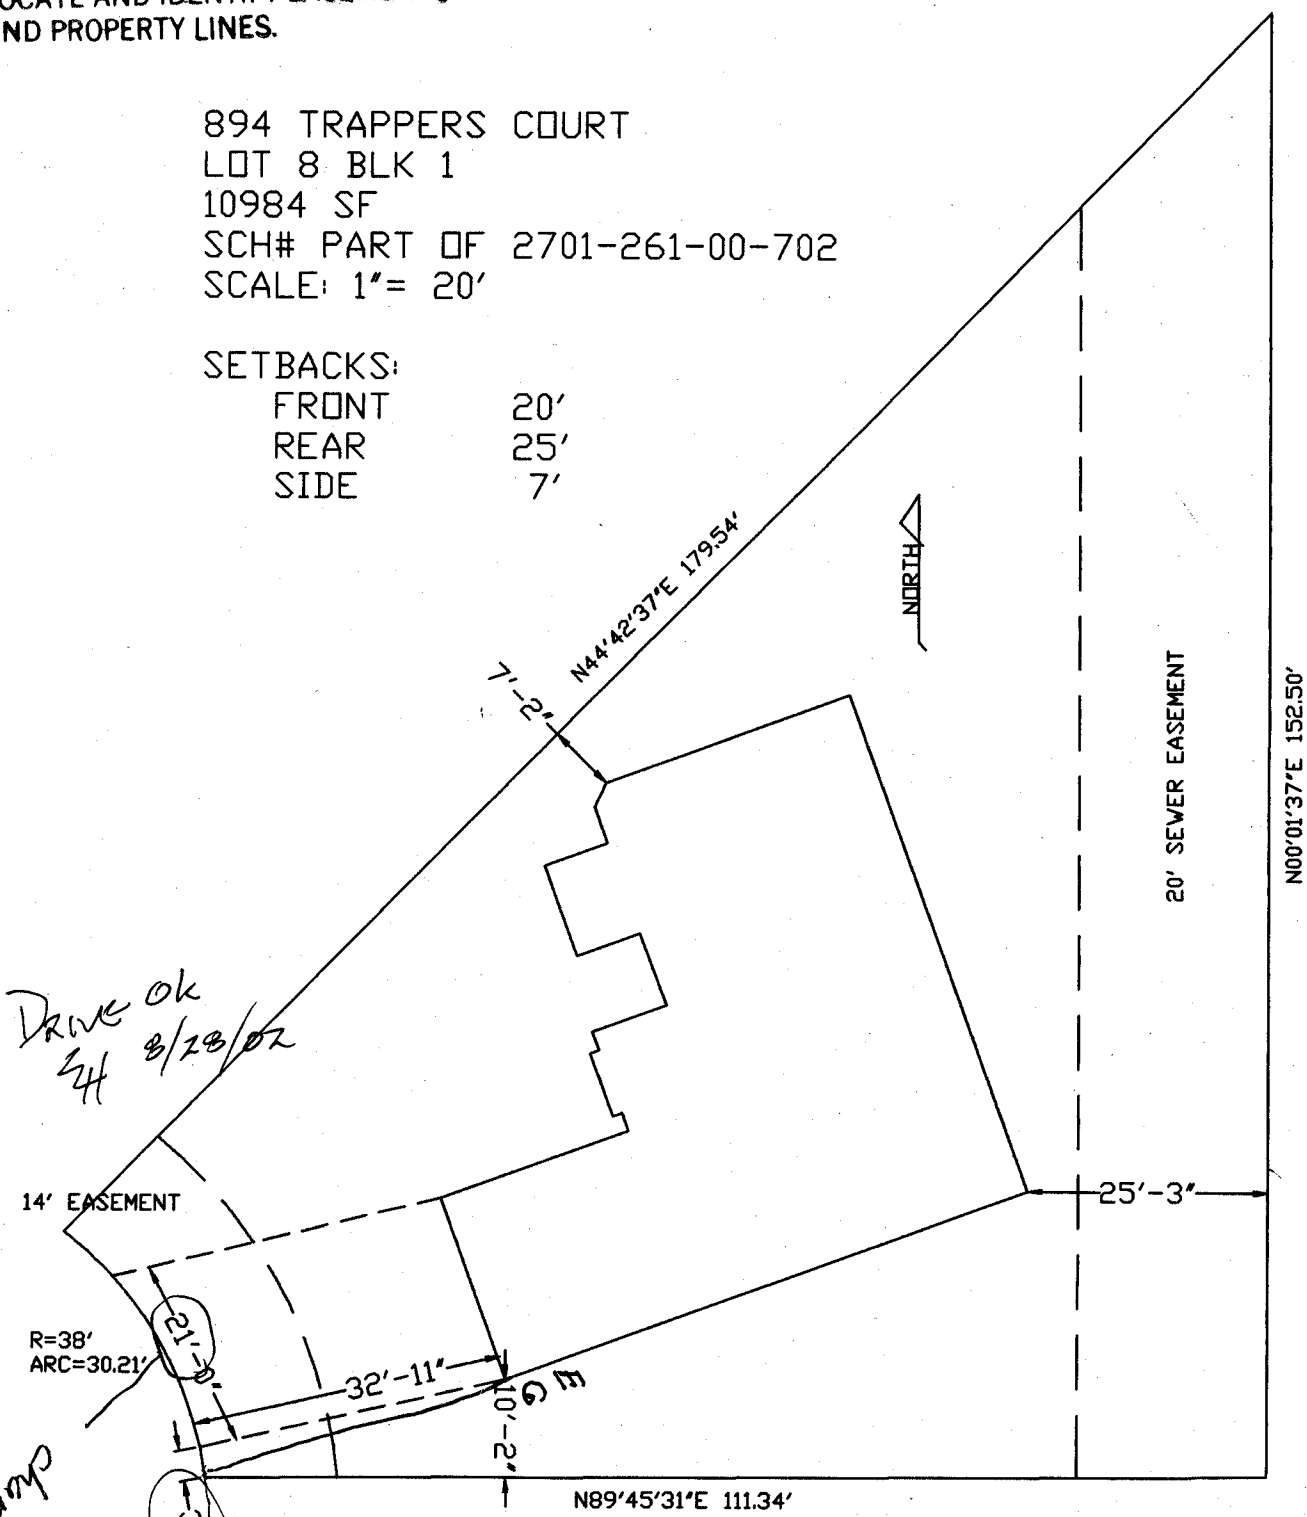 ND PROPERTY LINES.
894 TRAPPERS COURT
LOT 8 BLK 1
10984 SF
SCH# PART OF 2701-261-00-702
SCALE: 1"= 20'
SETBACKS:
FRONT 20'
REAR 25'
SIDE 7'
N44'42'37"E 179.54'
7'-2"
NORTH
20' SEWER EASEMENT
N00'01'37"E 152.50'
DRIVE OK
8/28/02
14' EASEMENT
25'-3"
R=38'
ARC=30.21'
21'-0"
32'-11"
E
G
10'-2"
N89'45'31"E 111.34'